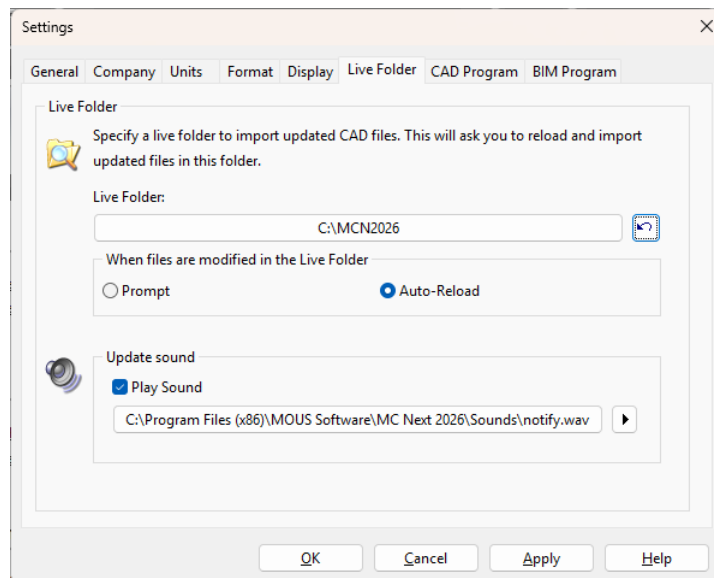 Settings
General
Company
Units
Format
Display
Live Folder
CAD Program
BIM Program
Live Folder
Specify a live folder to import updated CAD files. This will ask you to reload and import
updated files in this folder.
Live Folder:
C:\MCN2026
When files are modified in the Live Folder
Prompt
Auto-Reload
Update sound
Play Sound
C:\Program Files (x86)\MOUS Software\MC Next 2026\Sounds\notify.wav
OK
Cancel
Apply
Help